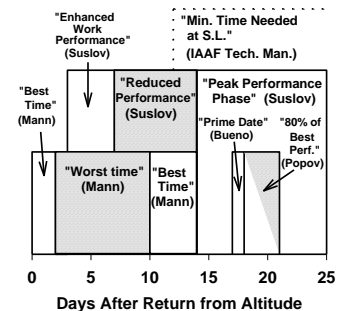 "Enhanced
Work
Performance"
(Suslov)
"Min. Time Needed
at S.L."
(IAAF Tech. Man.)
"Best
Time"
(Mann)
"Reduced
Performance"
(Suslov)
"Peak Performance
Phase" (Suslov)
"Prime Date"
(Bueno)
"80% of
Best
Perf."
(Popov)
"Worst time"
(Mann)
"Best
Time"
(Mann)
0 5 10 15 20 25
Days After Return from Altitude